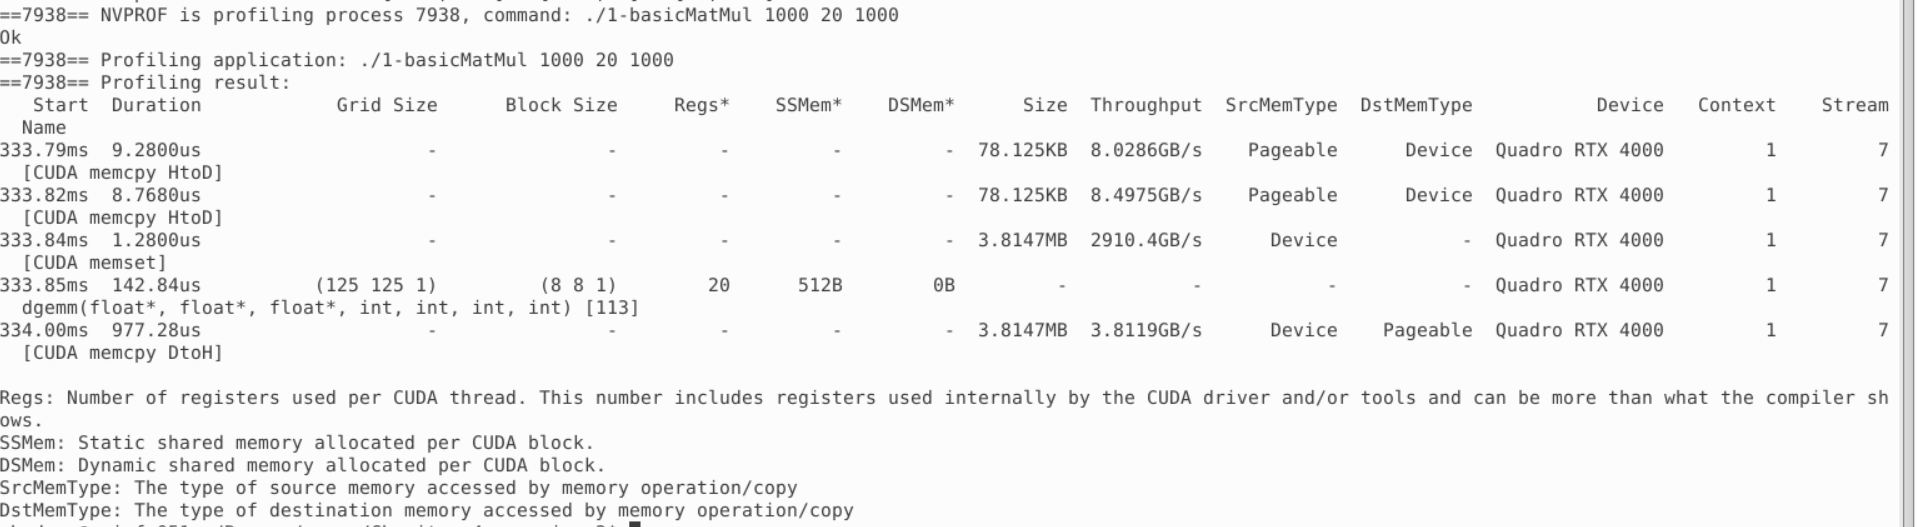 ==7938== NVPROF is profiling process 7938, command: ./1-basicMatMul 1000 20 1000
Ok
==7938== Profiling application: ./1-basicMatMul 1000 20 1000
==7938== Profiling result:
Start Duration Grid Size Block Size Regs* SSMem* DSMem* Size Throughput SrcMemType DstMemType Device Context Stream
Name
333.79ms 9.2800us - - - - - 78.125KB 8.0286GB/s Pageable Device Quadro RTX 4000 1 7
[CUDA memcpy HtoD]
333.82ms 8.7680us - - - - - 78.125KB 8.4975GB/s Pageable Device Quadro RTX 4000 1 7
[CUDA memcpy HtoD]
333.84ms 1.2800us - - - - - 3.8147MB 2910.4GB/s Device - Quadro RTX 4000 1 7
[CUDA memset]
333.85ms 142.84us (125 125 1) (8 8 1) 20 512B 0B - - - - Quadro RTX 4000 1 7
dgemm(float*, float*, float*, int, int, int, int) [113]
334.00ms 977.28us - - - - - 3.8147MB 3.8119GB/s Device Pageable Quadro RTX 4000 1 7
[CUDA memcpy DtoH]
Regs: Number of registers used per CUDA thread. This number includes registers used internally by the CUDA driver and/or tools and can be more than what the compiler sh
ows.
SSMem: Static shared memory allocated per CUDA block.
DSMem: Dynamic shared memory allocated per CUDA block.
SrcMemType: The type of source memory accessed by memory operation/copy
DstMemType: The type of destination memory accessed by memory operation/copy